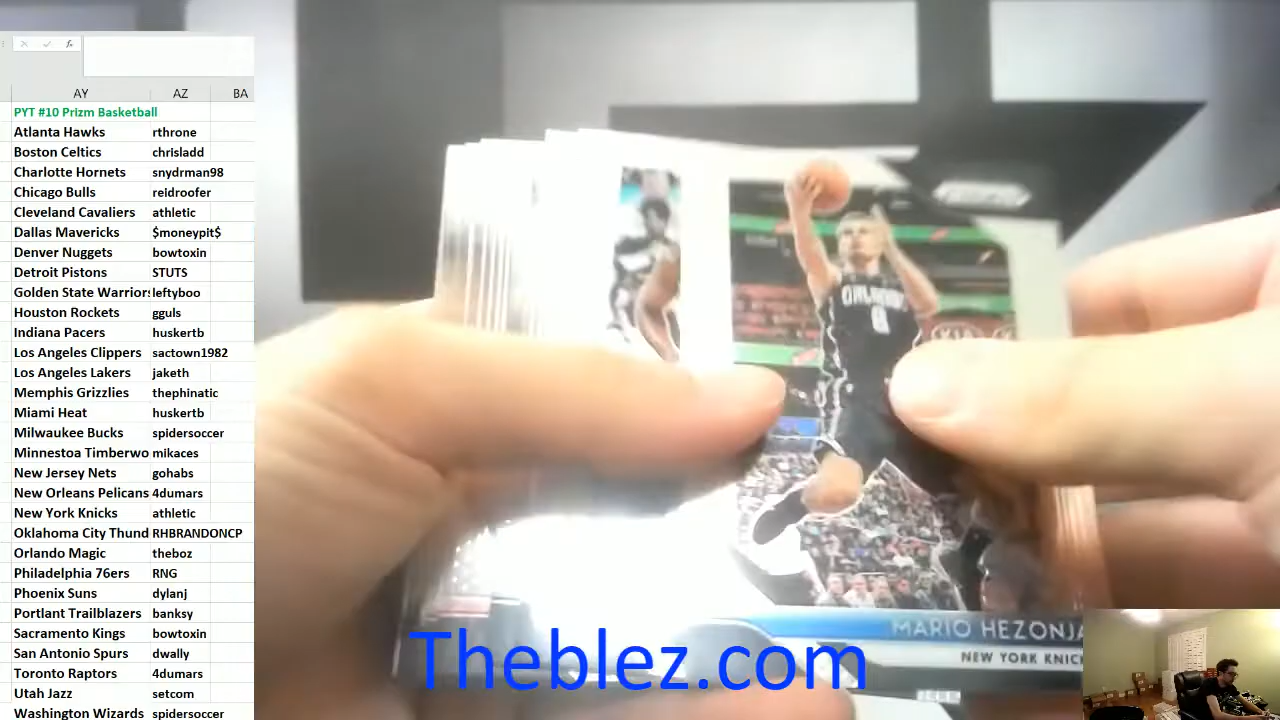 AY AZ BA
PYT #10 Prizm Basketball
Atlanta Hawks rthrone
Boston Celtics chrisladd
Charlotte Hornets snydrman98
Chicago Bulls reidroofer
Cleveland Cavaliers athletic
Dallas Mavericks $moneypit$
Denver Nuggets bowtoxin
Detroit Pistons STUTS
Golden State Warriors leftyboo
Houston Rockets gguls
Indiana Pacers huskertb
Los Angeles Clippers sactown1982
Los Angeles Lakers jaketh
Memphis Grizzlies thephinatic
Miami Heat huskertb
Milwaukee Bucks spidersoccer
Minnestoa Timberwo mikaces
New Jersey Nets gohabs
New Orleans Pelicans 4dumars
New York Knicks athletic
Oklahoma City Thund RHBRANDONCP
Orlando Magic theboz
Philadelphia 76ers RNG
Phoenix Suns dylanj
Portlant Trailblazers banksy
Sacramento Kings bowtoxin
San Antonio Spurs dwally
Toronto Raptors 4dumars
Utah Jazz setcom
Washington Wizards spidersoccer
ORLANDO
8
MARIO HEZONJA
NEW YORK KNIC
Theblez.com